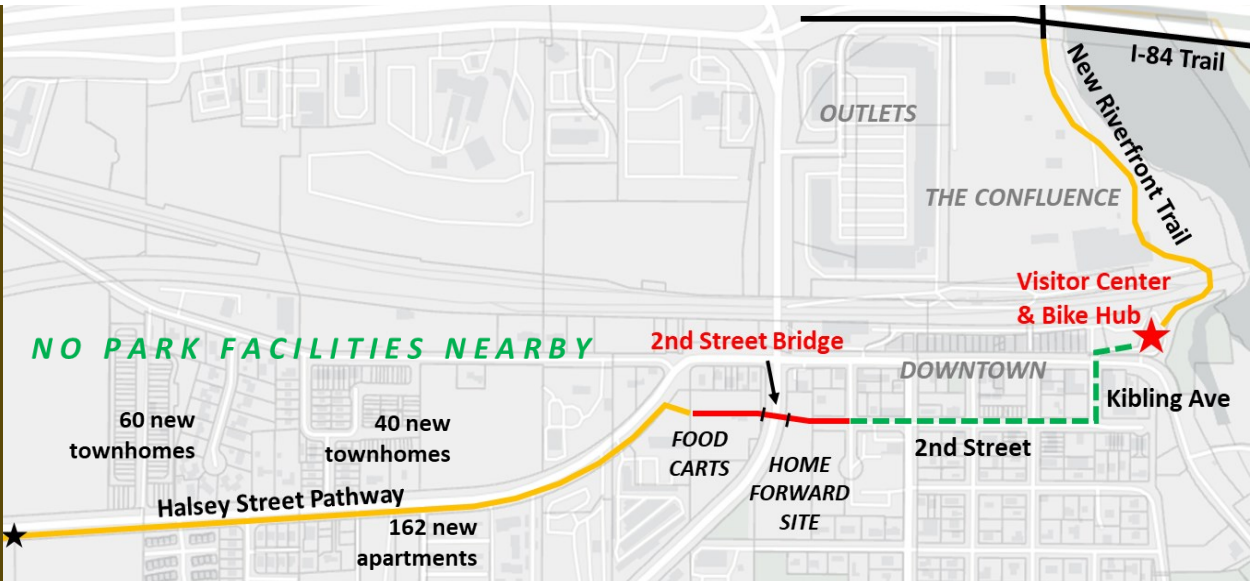 I-84 Trail
New Riverfront Trail
OUTLETS
THE CONFLUENCE
Visitor Center
& Bike Hub
NO PARK FACILITIES NEARBY
2nd Street Bridge
DOWNTOWN
Kibling Ave
60 new
townhomes
40 new
townhomes
FOOD
CARTS
2nd Street
HOME
FORWARD
SITE
Halsey Street Pathway
162 new
apartments